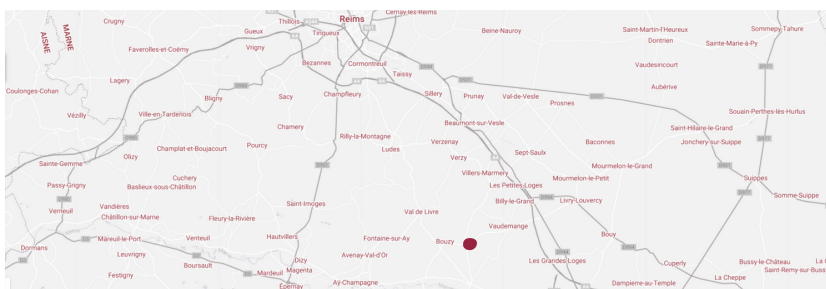 Crugny
Thillois
Reims
Cernay-les-Reims
Gueux
Tinqueux
Beine-Nauroy
Saint-Martin-l'Heureux
Sommepy-Tahure
MARNE
AISNE
Faverolles-et-Coëmy
Vrigny
Dontrien
Sainte-Marie-à-Py
Bezannes
Cormontreuil
Taissy
Vaudesincourt
Lagery
Aubérive
Coulonges-Cohan
Bligny
Sacy
Champfleury
Sillery
Prunay
Val-de-Vesle
Prosnes
Vézilly
Ville-en-Tardenois
Souain-Perthes-lès-Hurlus
Chamery
Beaumont-sur-Vesle
Saint-Hilaire-le-Grand
Rilly-la-Montagne
Verzenay
Baconnes
Jonchery-sur-Suippe
Champlat-et-Boujacourt
Pourcy
Ludes
Sept-Saulx
Olizy
Verzy
Sainte-Gemme
Mourmelon-le-Grand
Cuchery
Villers-Marmery
Mourmelon-le-Petit
Suippes
Passy-Grigny
Baslieux-sous-Châtillon
Les Petites-Loges
Somme-Suippe
Vandières
Saint-Imoges
Billy-le-Grand
Livry-Louvercy
Verneuil
Châtillon-sur-Marne
Fleury-la-Rivière
Val de Livre
Vaudemange
Mareuil-le-Port
Venteuil
Hautvillers
Fontaine-sur-Ay
Bouzy
Bouy
Dormans
Leuvrigny
Avenay-Val-d'Or
Dizy
Les Grandes-Loges
Cuperly
Bussy-le-Château
Boursault
Magenta
Mardeuil
Festigny
La Cheppe
Saint-Remy-sur-Buss
Épernay
Aÿ-Champagne
Dampierre-au-Temple